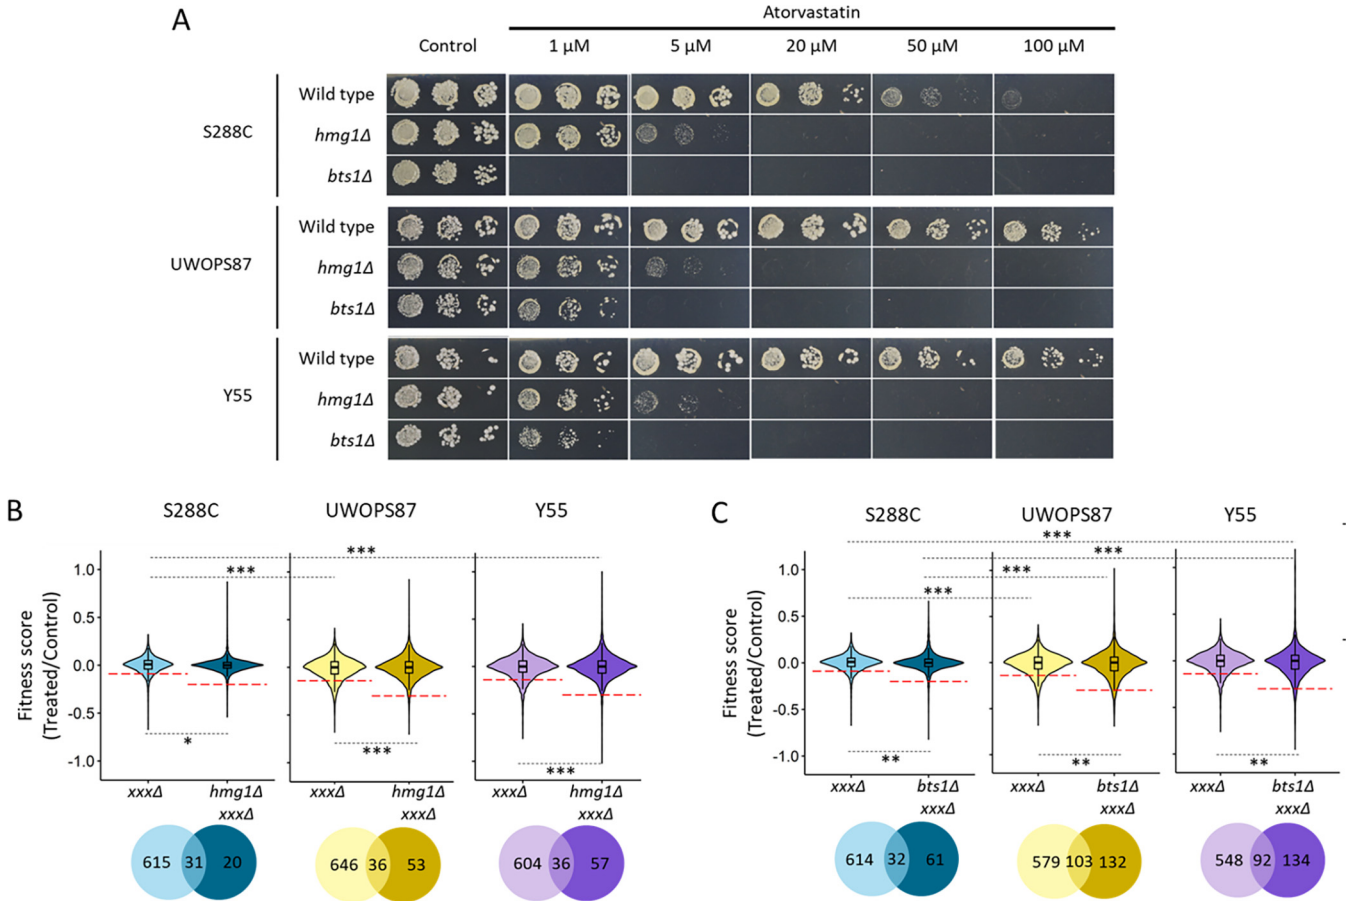 A
Atorvastatin
Control 1 µM 5 µM 20 µM 50 µM 100 µM
S288C
Wild type
hmg1Δ
bts1Δ
UWOPS87
Wild type
hmg1Δ
bts1Δ
Y55
Wild type
hmg1Δ
bts1Δ
B
S288C UWOPS87 Y55
***
***
Fitness score
(Treated/Control)
1.0
0.5
0.0
-0.5
-1.0
* *** ***
xxxΔ hmg1Δ xxxΔ xxxΔ hmg1Δ xxxΔ xxxΔ hmg1Δ xxxΔ
615 31 20
646 36 53
604 36 57
C
S288C UWOPS87 Y55
***
***
***
***
Fitness score
(Treated/Control)
1.0
0.5
0.0
-0.5
-1.0
** ** **
xxxΔ bts1Δ xxxΔ xxxΔ bts1Δ xxxΔ xxxΔ bts1Δ xxxΔ
614 32 61
579 103 132
548 92 134